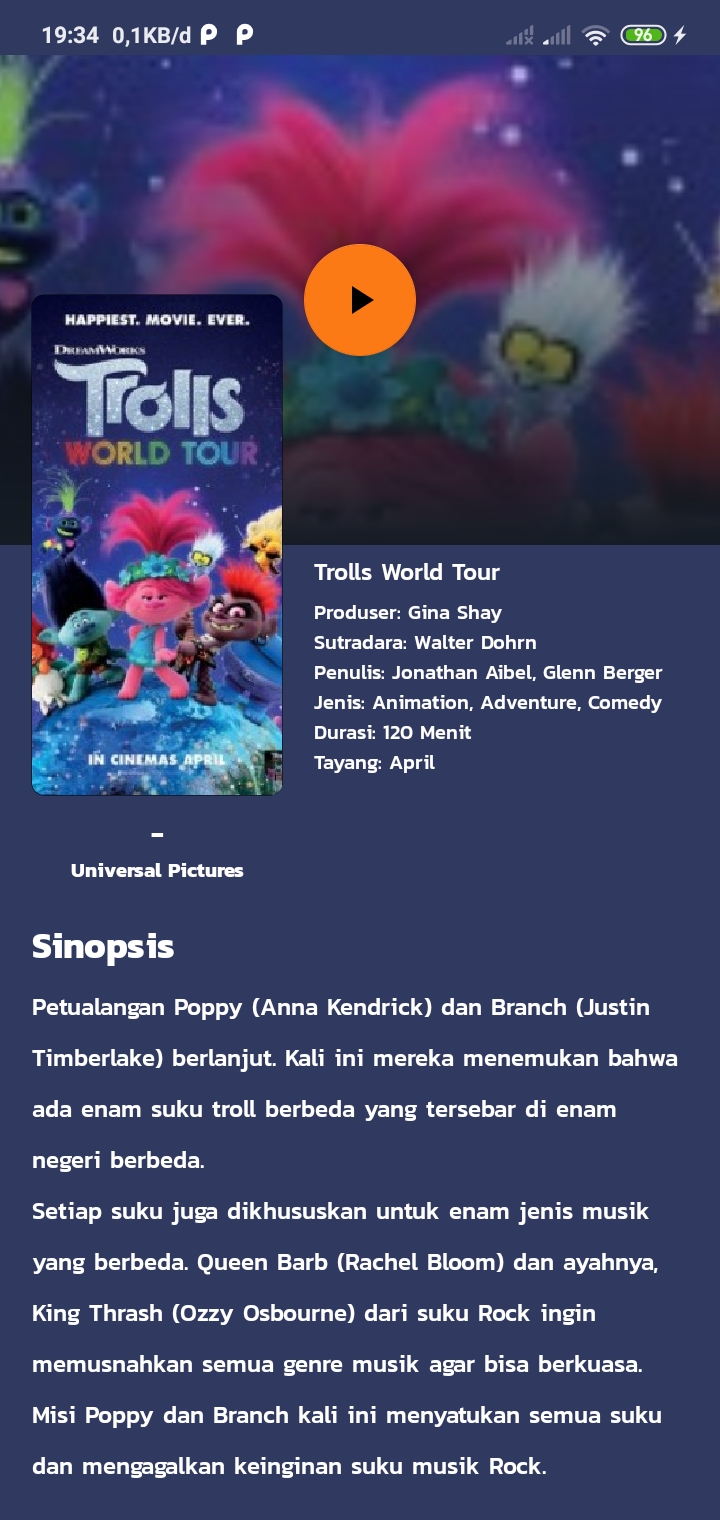 19:34 0,1KB/d
96
HAPPIEST. MOVIE. EVER.
DREAMWORKS
Trolls
WORLD TOUR
IN CINEMAS APRIL
Trolls World Tour
Produser: Gina Shay
Sutradara: Walter Dohrn
Penulis: Jonathan Aibel, Glenn Berger
Jenis: Animation, Adventure, Comedy
Durasi: 120 Menit
Tayang: April
-
Universal Pictures
Sinopsis
Petualangan Poppy (Anna Kendrick) dan Branch (Justin
Timberlake) berlanjut. Kali ini mereka menemukan bahwa
ada enam suku troll berbeda yang tersebar di enam
negeri berbeda.
Setiap suku juga dikhususkan untuk enam jenis musik
yang berbeda. Queen Barb (Rachel Bloom) dan ayahnya,
King Thrash (Ozzy Osbourne) dari suku Rock ingin
memusnahkan semua genre musik agar bisa berkuasa.
Misi Poppy dan Branch kali ini menyatukan semua suku
dan mengagalkan keinginan suku musik Rock.